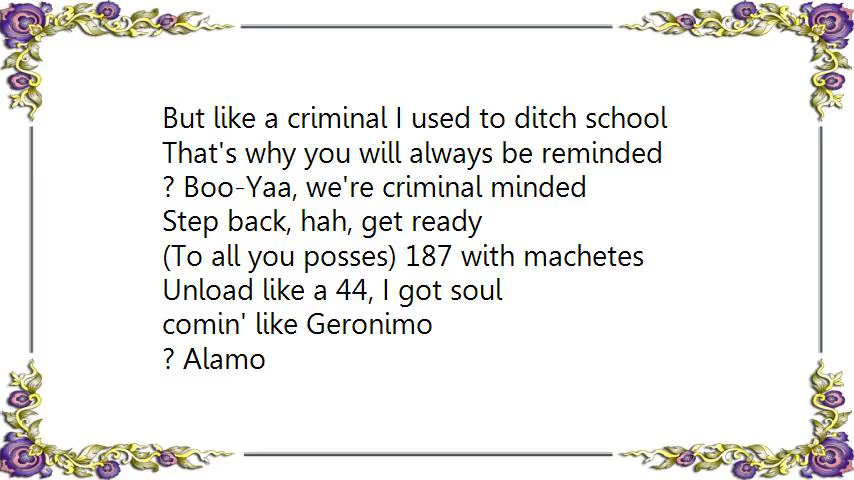 But like a criminal I used to ditch school
That's why you will always be reminded
? Boo-Yaa, we're criminal minded
Step back, hah, get ready
(To all you posses) 187 with machetes
Unload like a 44, I got soul
comin' like Geronimo
? Alamo